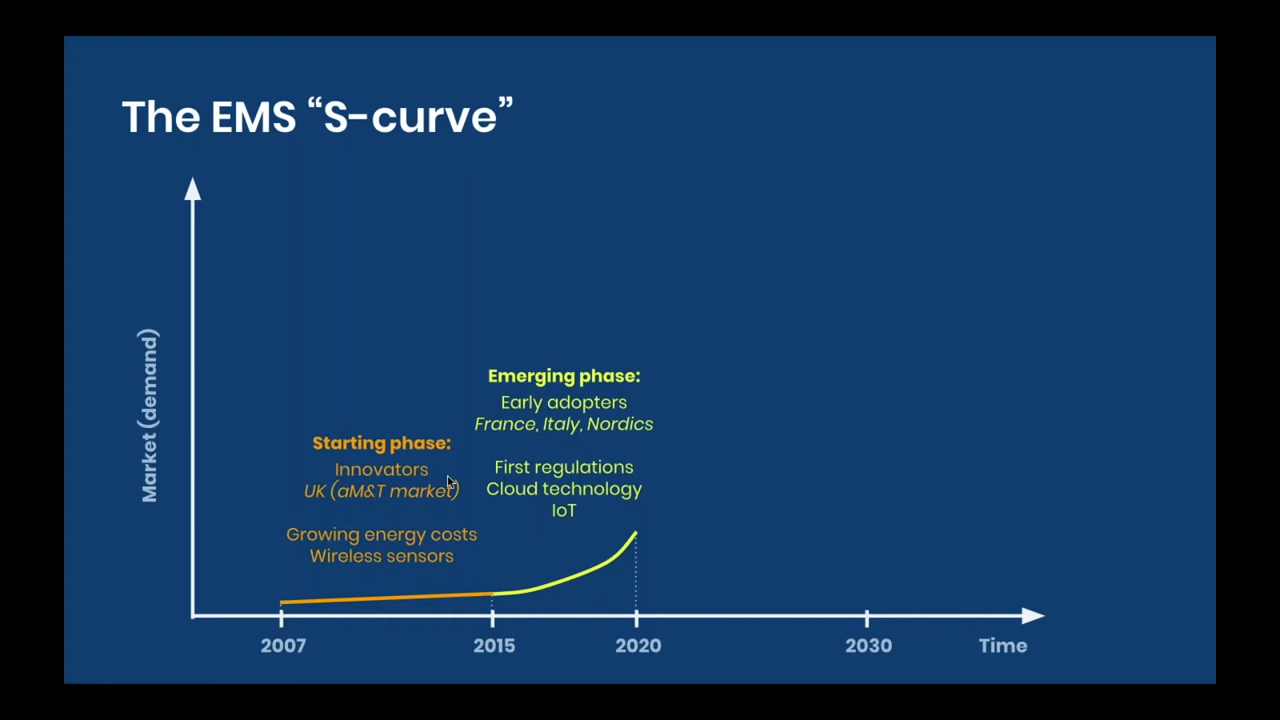 The EMS “S-curve”
Market (demand)
Starting phase:
Innovators
UK (aM&T market)
Growing energy costs
Wireless sensors
Emerging phase:
Early adopters
France, Italy, Nordics
First regulations
Cloud technology
IoT
2007
2015
2020
2030
Time